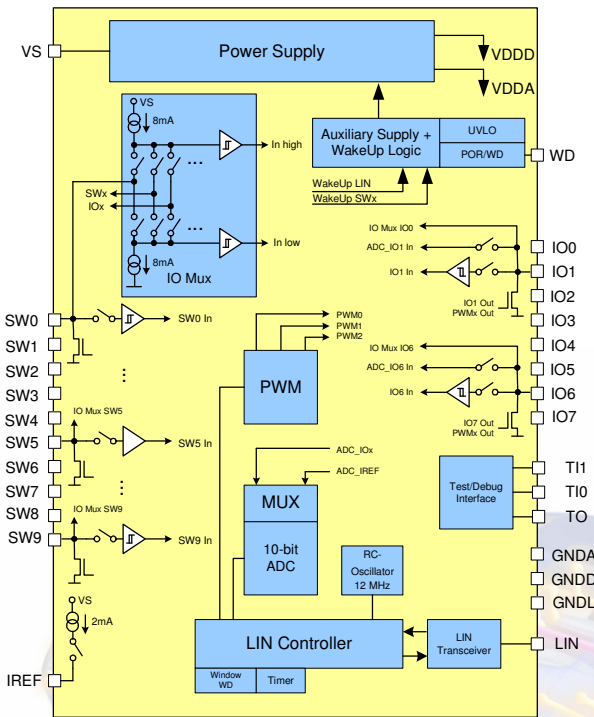 VS
Power Supply
VDDD
VDDA
VS
8mA
In high
SWx
IOx
In low
8mA
IO Mux
Auxiliary Supply +
WakeUp Logic
UVLO
POR/WD
WD
WakeUp LIN
WakeUp SWx
IO Mux IO0
ADC_IO1 In
IO1 In
IO1 Out
PWMx Out
IO0
IO1
IO2
IO3
IO4
IO5
IO6
IO7
IO Mux IO6
ADC_IO6 In
IO6 In
IO7 Out
PWMx Out
SW0
SW1
SW2
SW3
SW4
SW5
SW6
SW7
SW8
SW9
SW0 In
...
IO Mux SW5
SW5 In
...
IO Mux SW9
SW9 In
PWM0
PWM1
PWM2
PWM
ADC_IOx
ADC_IREF
MUX
10-bit
ADC
Test/Debug
Interface
TI1
TI0
TO
GNDA
GNDD
GNDL
RC-
Oscillator
12 MHz
VS
2mA
IREF
LIN Controller
Window
WD
Timer
LIN
Transceiver
LIN